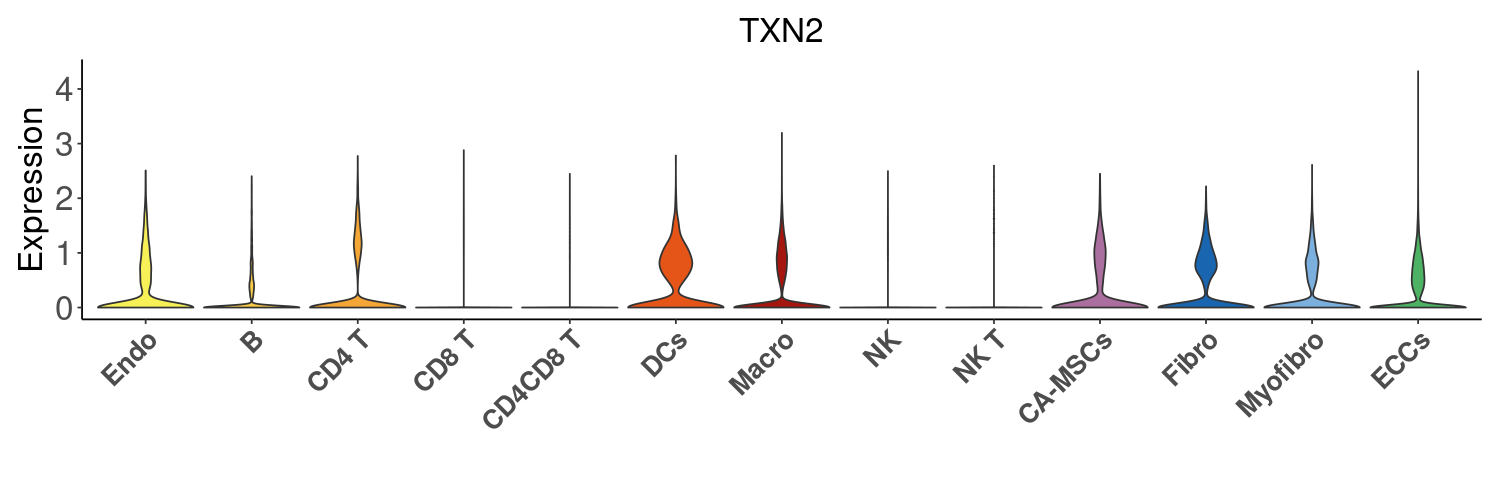 TXN2
Expression
4
3
2
1
0
Endo
B
CD4 T
CD8 T
CD4CD8 T
DCs
Macro
NK
NK T
CA-MSCs
Fibro
Myofibro
ECCs